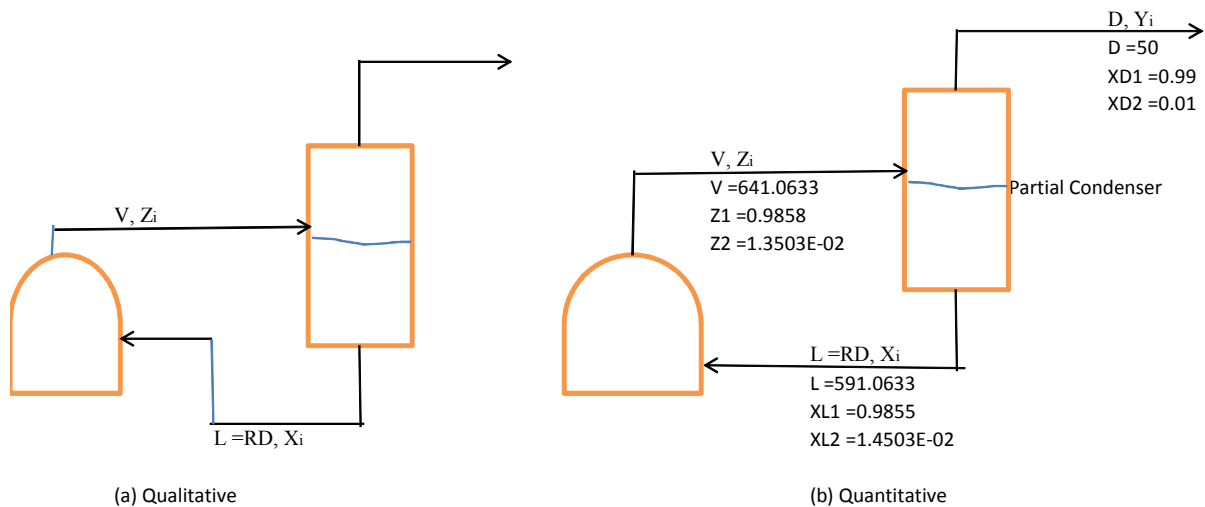 V, Zi
L =RD, Xi
(a) Qualitative
D, Yi
D =50
XD1 =0.99
XD2 =0.01
V, Zi
V =641.0633
Z1 =0.9858
Z2 =1.3503E-02
Partial Condenser
L =RD, Xi
L =591.0633
XL1 =0.9855
XL2 =1.4503E-02
(b) Quantitative